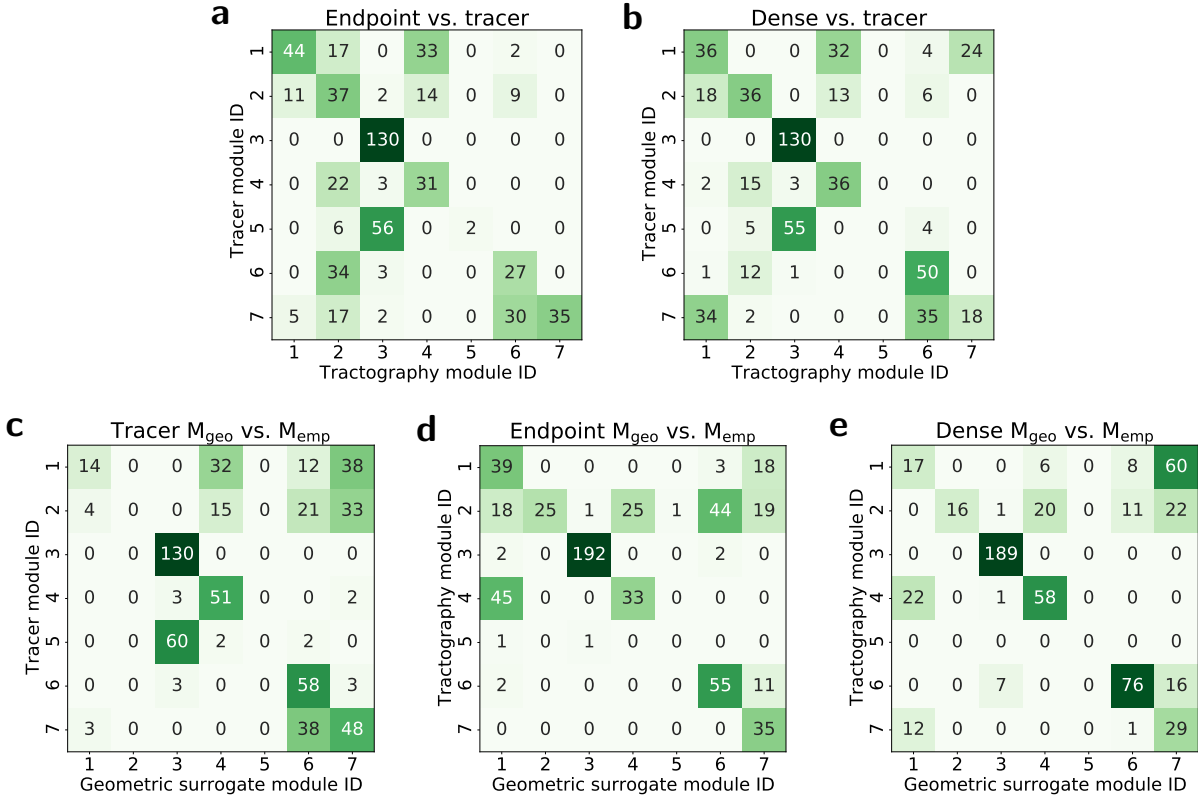 a
Endpoint vs. tracer
Tracer module ID
1 44 17 0 33 0 2 0
2 11 37 2 14 0 9 0
3 0 0 130 0 0 0 0
4 0 22 3 31 0 0 0
5 0 6 56 0 2 0 0
6 0 34 3 0 0 27 0
7 5 17 2 0 0 30 35
1 2 3 4 5 6 7
Tractography module ID
b
Dense vs. tracer
Tracer module ID
1 36 0 0 32 0 4 24
2 18 36 0 13 0 6 0
3 0 0 130 0 0 0 0
4 2 15 3 36 0 0 0
5 0 5 55 0 0 4 0
6 1 12 1 0 0 50 0
7 34 2 0 0 0 35 18
1 2 3 4 5 6 7
Tractography module ID
c
Tracer M_geo vs. M_emp
Tracer module ID
1 14 0 0 32 0 12 38
2 4 0 0 15 0 21 33
3 0 0 130 0 0 0 0
4 0 0 3 51 0 0 2
5 0 0 60 2 0 2 0
6 0 0 3 0 0 58 3
7 3 0 0 0 0 38 48
1 2 3 4 5 6 7
Geometric surrogate module ID
d
Endpoint M_geo vs. M_emp
Tractography module ID
1 39 0 0 0 0 3 18
2 18 25 1 25 1 44 19
3 2 0 192 0 0 2 0
4 45 0 0 33 0 0 0
5 1 0 1 0 0 0 0
6 2 0 0 0 0 55 11
7 0 0 0 0 0 0 35
1 2 3 4 5 6 7
Geometric surrogate module ID
e
Dense M_geo vs. M_emp
Tractography module ID
1 17 0 0 6 0 8 60
2 0 16 1 20 0 11 22
3 0 0 189 0 0 0 0
4 22 0 1 58 0 0 0
5 0 0 0 0 0 0 0
6 0 0 7 0 0 76 16
7 12 0 0 0 0 1 29
1 2 3 4 5 6 7
Geometric surrogate module ID